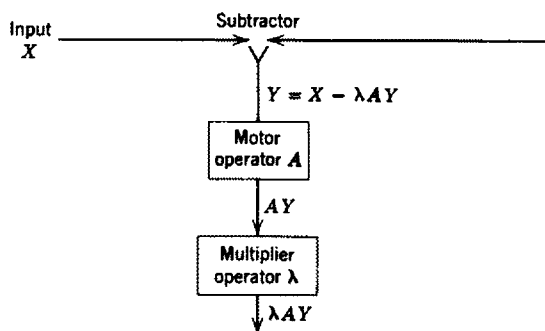 Subtractor
Input
X
Y = X − λAY
Motor
operator A
AY
Multiplier
operator λ
λAY